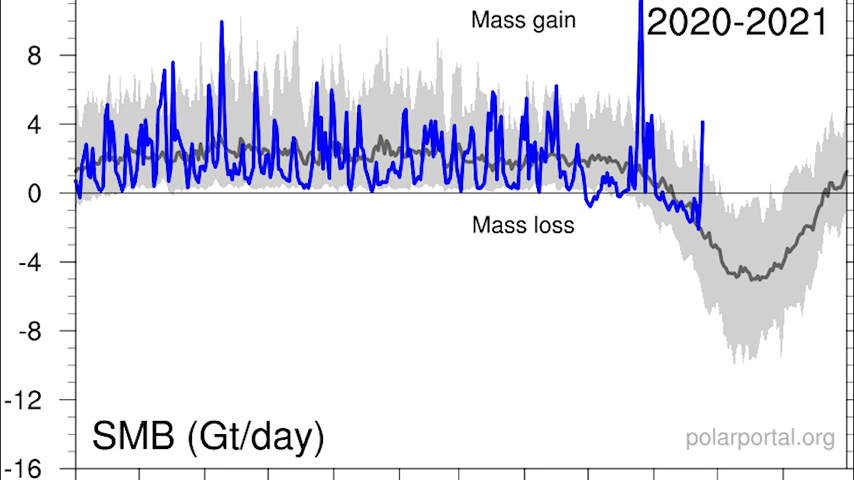 Mass gain
2020-2021
8
4
0
Mass loss
-4
-8
-12
SMB (Gt/day)
polarportal.org
-16